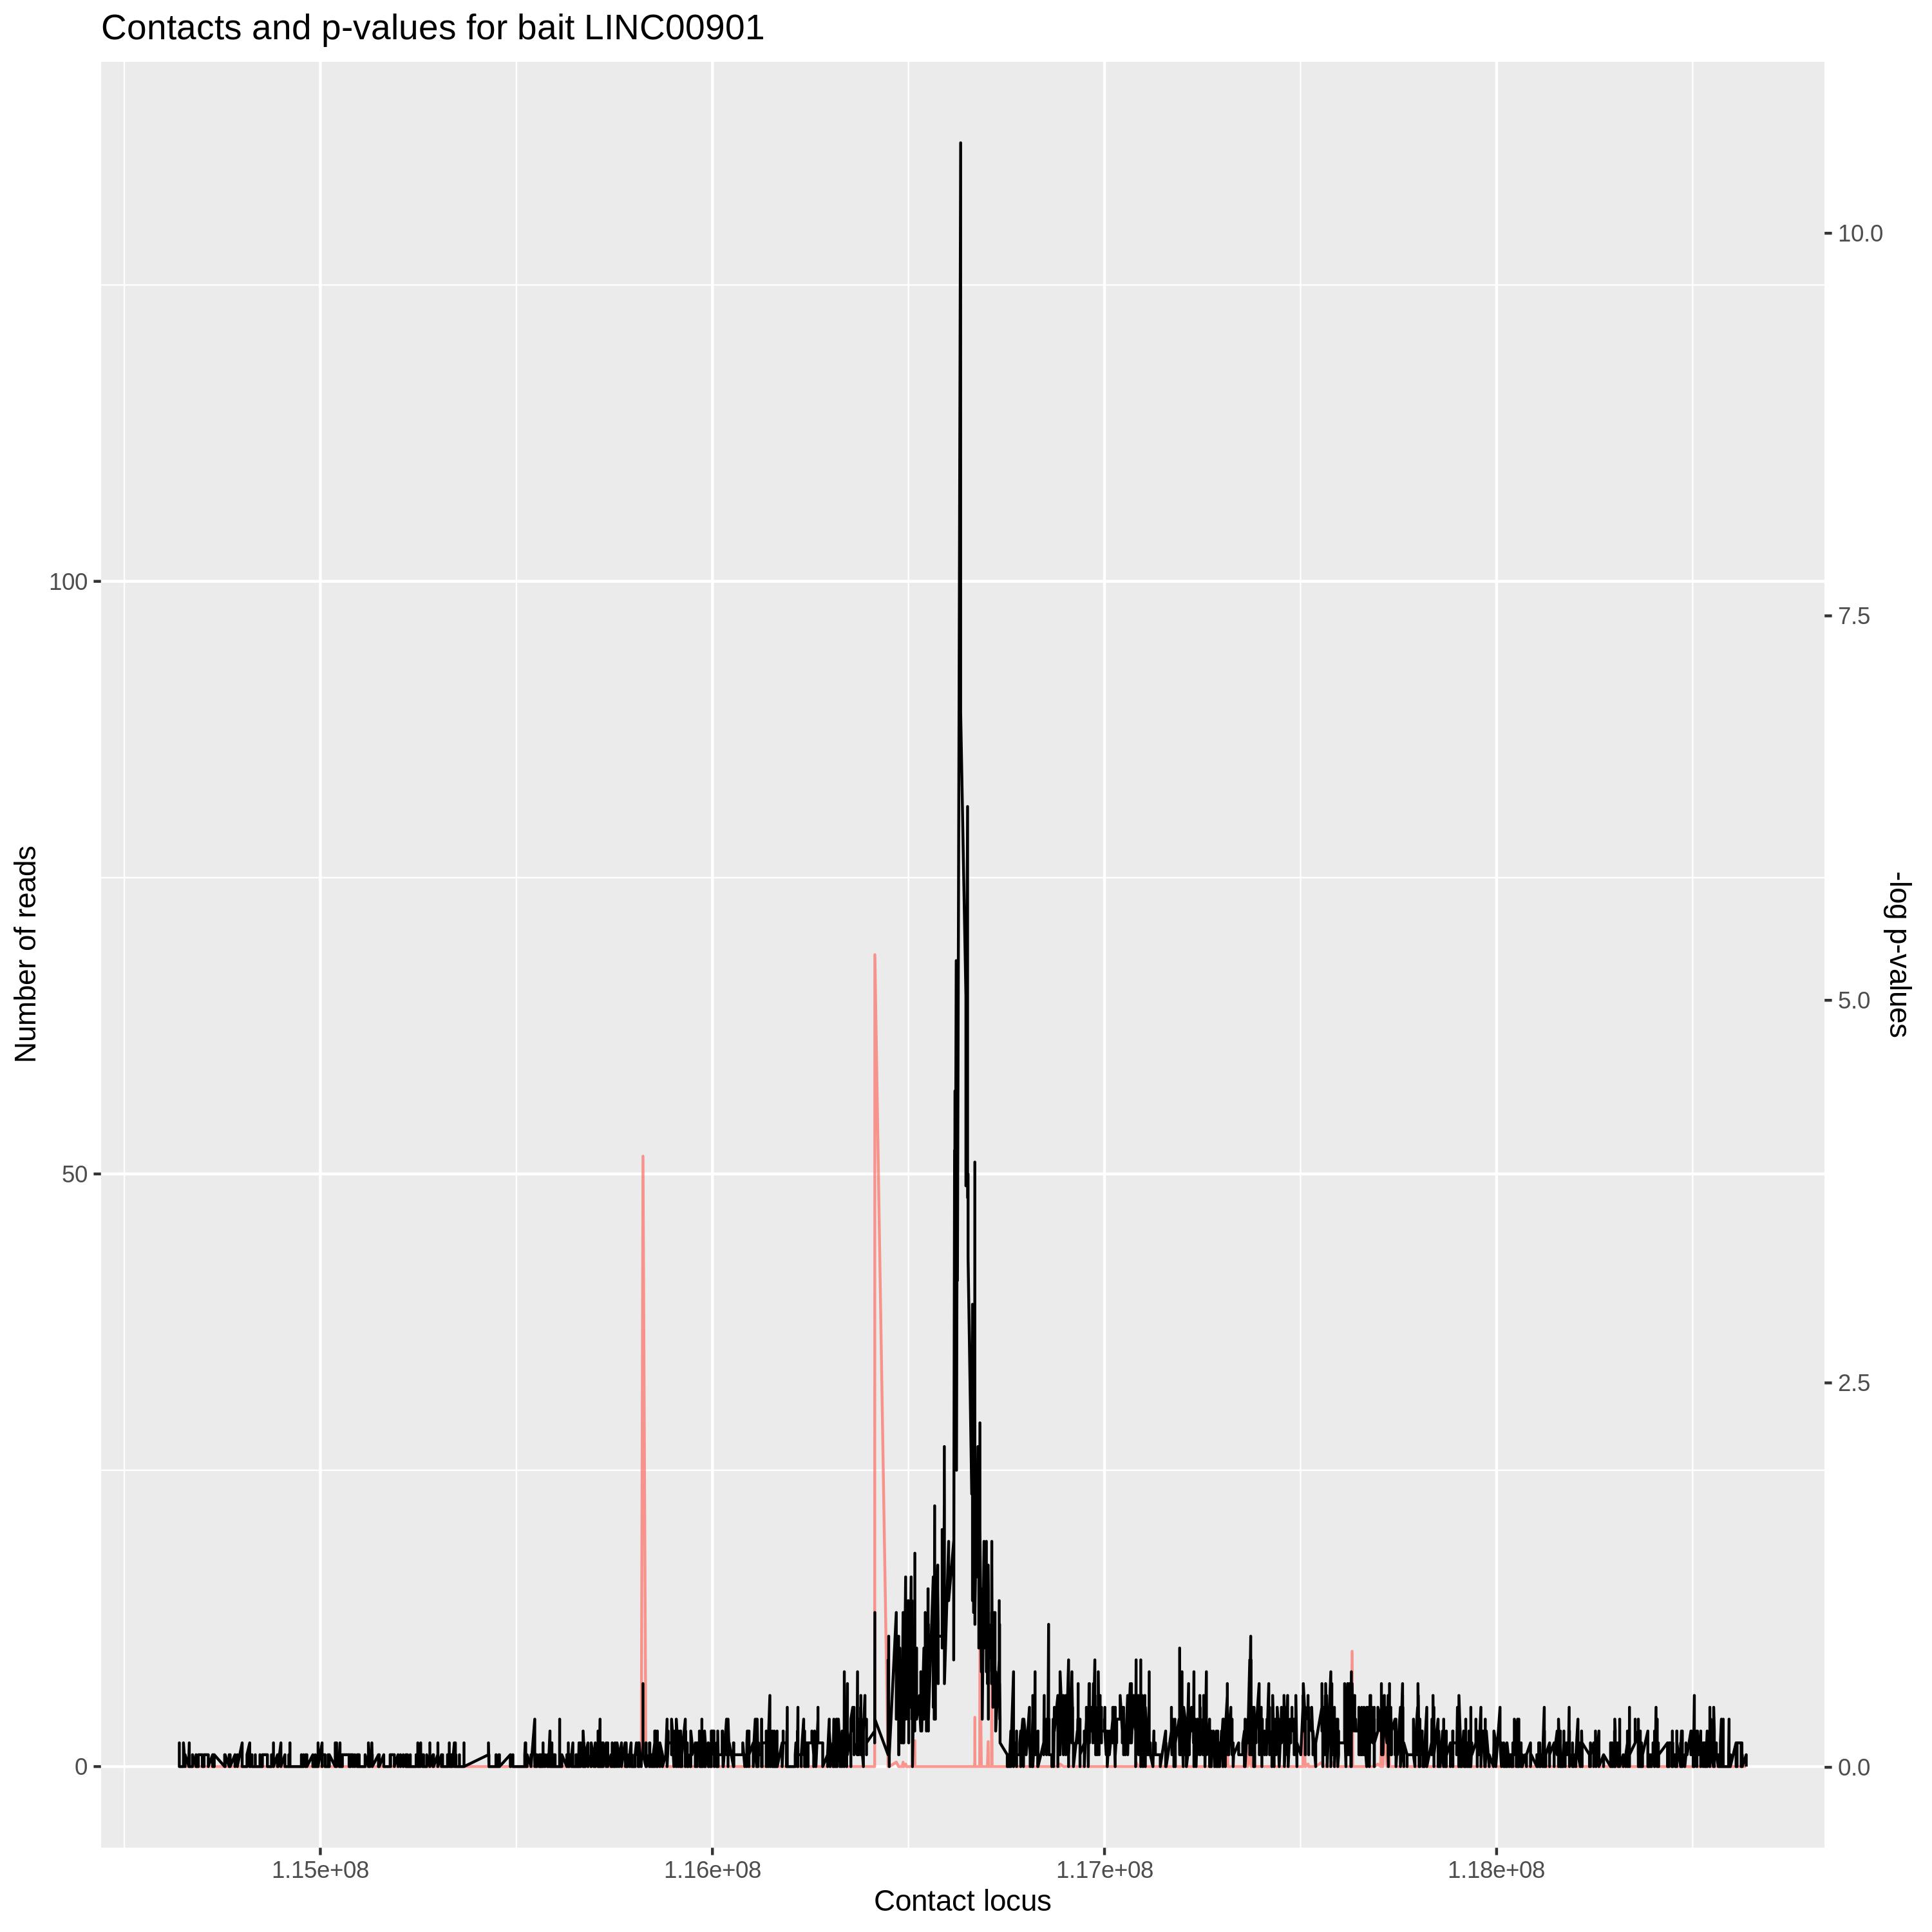 Contacts and p-values for bait LINC00901
Number of reads
100
50
0
10.0
7.5
5.0
2.5
0.0
-log p-values
1.15e+08 1.16e+08 1.17e+08 1.18e+08
Contact locus